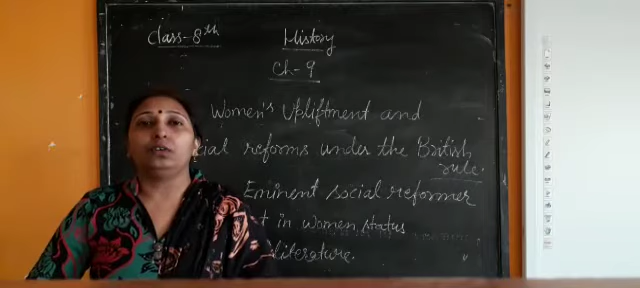 Class-8th
History
Ch-9
Women's Upliftment and
cial reforms under the British
rule.
Eminent social reformer
t in women status
literature.